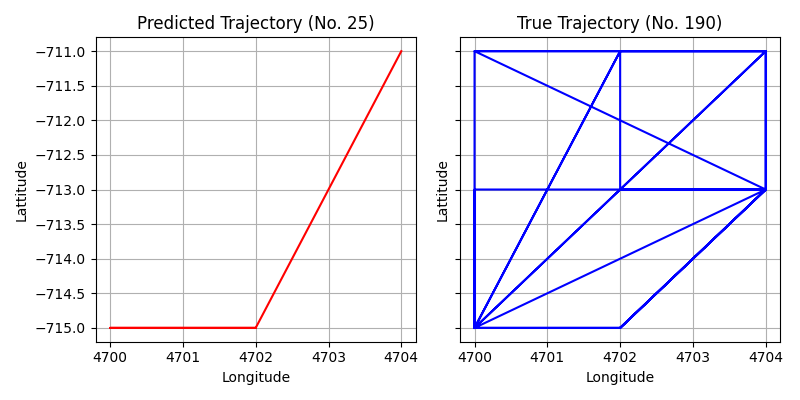 Predicted Trajectory (No. 25)
True Trajectory (No. 190)
Lattitude
−711.0
−711.5
−712.0
−712.5
−713.0
−713.5
−714.0
−714.5
−715.0
4700 4701 4702 4703 4704
Longitude
Lattitude
4700 4701 4702 4703 4704
Longitude